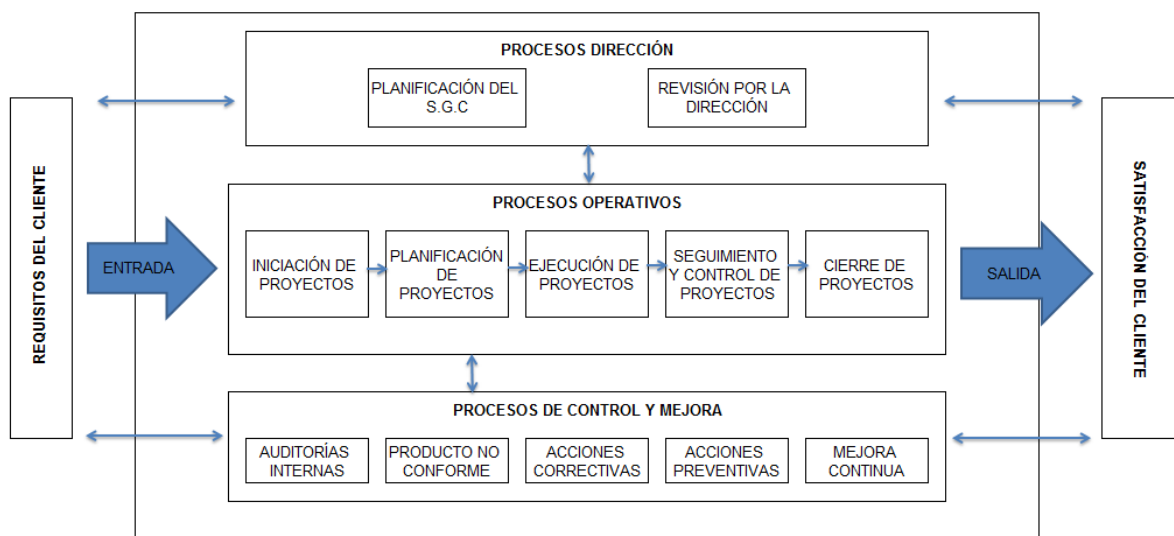 PROCESOS DIRECCIÓN
PLANIFICACIÓN DEL
S.G.C
REVISIÓN POR LA
DIRECCIÓN
REQUISITOS DEL CLIENTE
ENTRADA
PROCESOS OPERATIVOS
INICIACIÓN DE
PROYECTOS
PLANIFICACIÓN
DE
PROYECTOS
EJECUCIÓN DE
PROYECTOS
SEGUIMIENTO
Y CONTROL DE
PROYECTOS
CIERRE DE
PROYECTOS
SALIDA
SATISFACCIÓN DEL CLIENTE
PROCESOS DE CONTROL Y MEJORA
AUDITORÍAS
INTERNAS
PRODUCTO NO
CONFORME
ACCIONES
CORRECTIVAS
ACCIONES
PREVENTIVAS
MEJORA
CONTINUA